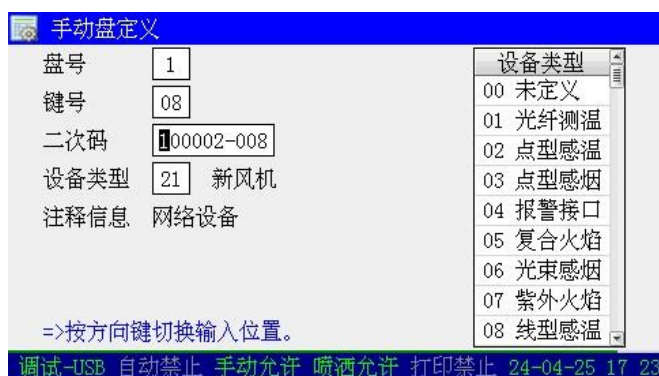 手动盘定义
盘号 1
键号 08
二次码 100002-008
设备类型 21 新风机
注释信息 网络设备
=>按方向键切换输入位置。
设备类型
00 未定义
01 光纤测温
02 点型感温
03 点型感烟
04 报警接口
05 复合火焰
06 光束感烟
07 紫外火焰
08 线型感温
调试-USB 自动禁止 手动允许 喷洒允许 打印禁止 24-04-25 17 23